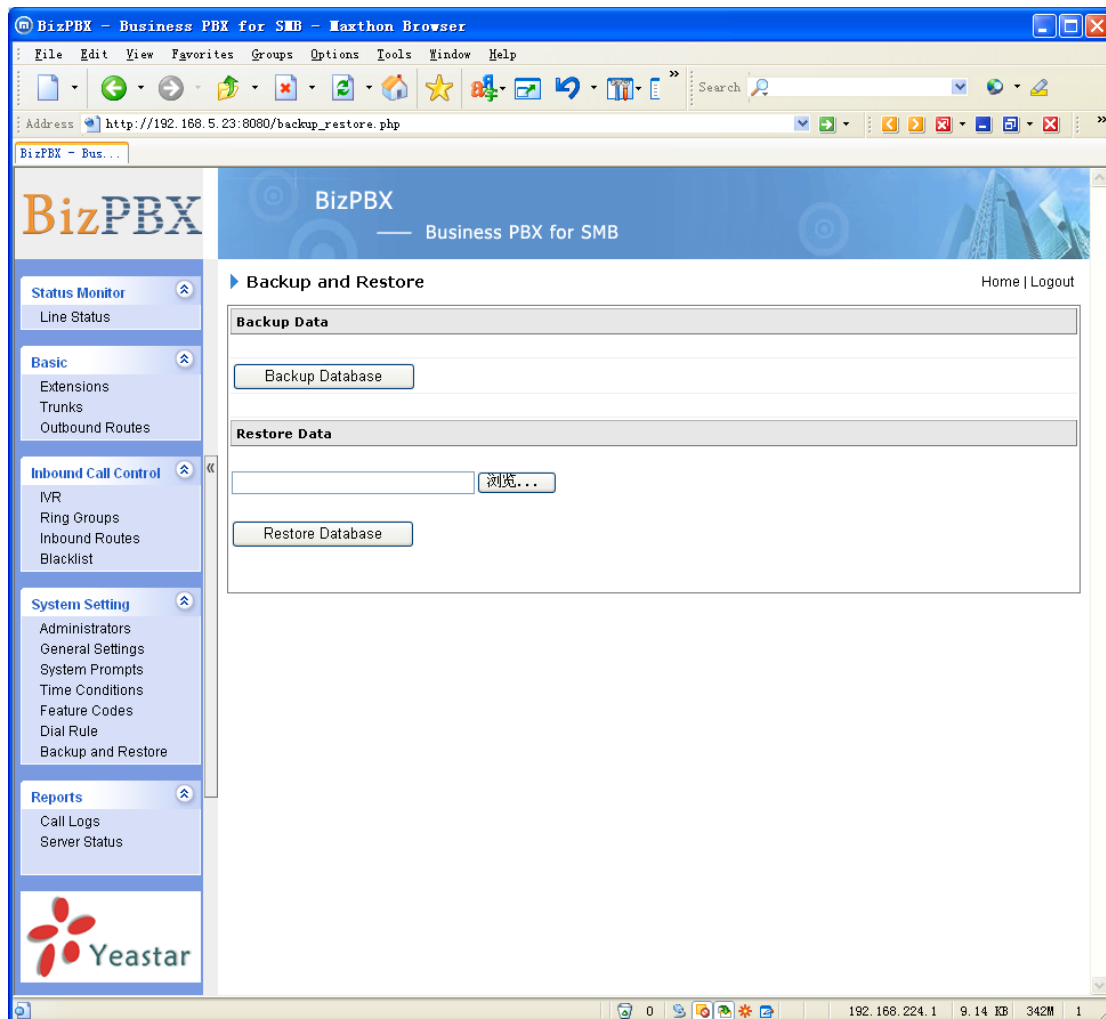 BizPBX - Business PBX for SMB - Maxthon Browser
File Edit View Favorites Groups Options Tools Window Help
Search
Address http://192.168.5.23:8080/backup_restore.php
BizPBX - Bus...
BizPBX
BizPBX
—— Business PBX for SMB
Status Monitor
Line Status
Basic
Extensions
Trunks
Outbound Routes
Inbound Call Control
IVR
Ring Groups
Inbound Routes
Blacklist
System Setting
Administrators
General Settings
System Prompts
Time Conditions
Feature Codes
Dial Rule
Backup and Restore
Reports
Call Logs
Server Status
Yeastar
Backup and Restore
Home | Logout
Backup Data
Backup Database
Restore Data
浏览...
Restore Database
0 192.168.224.1 9.14 KB 342M 1